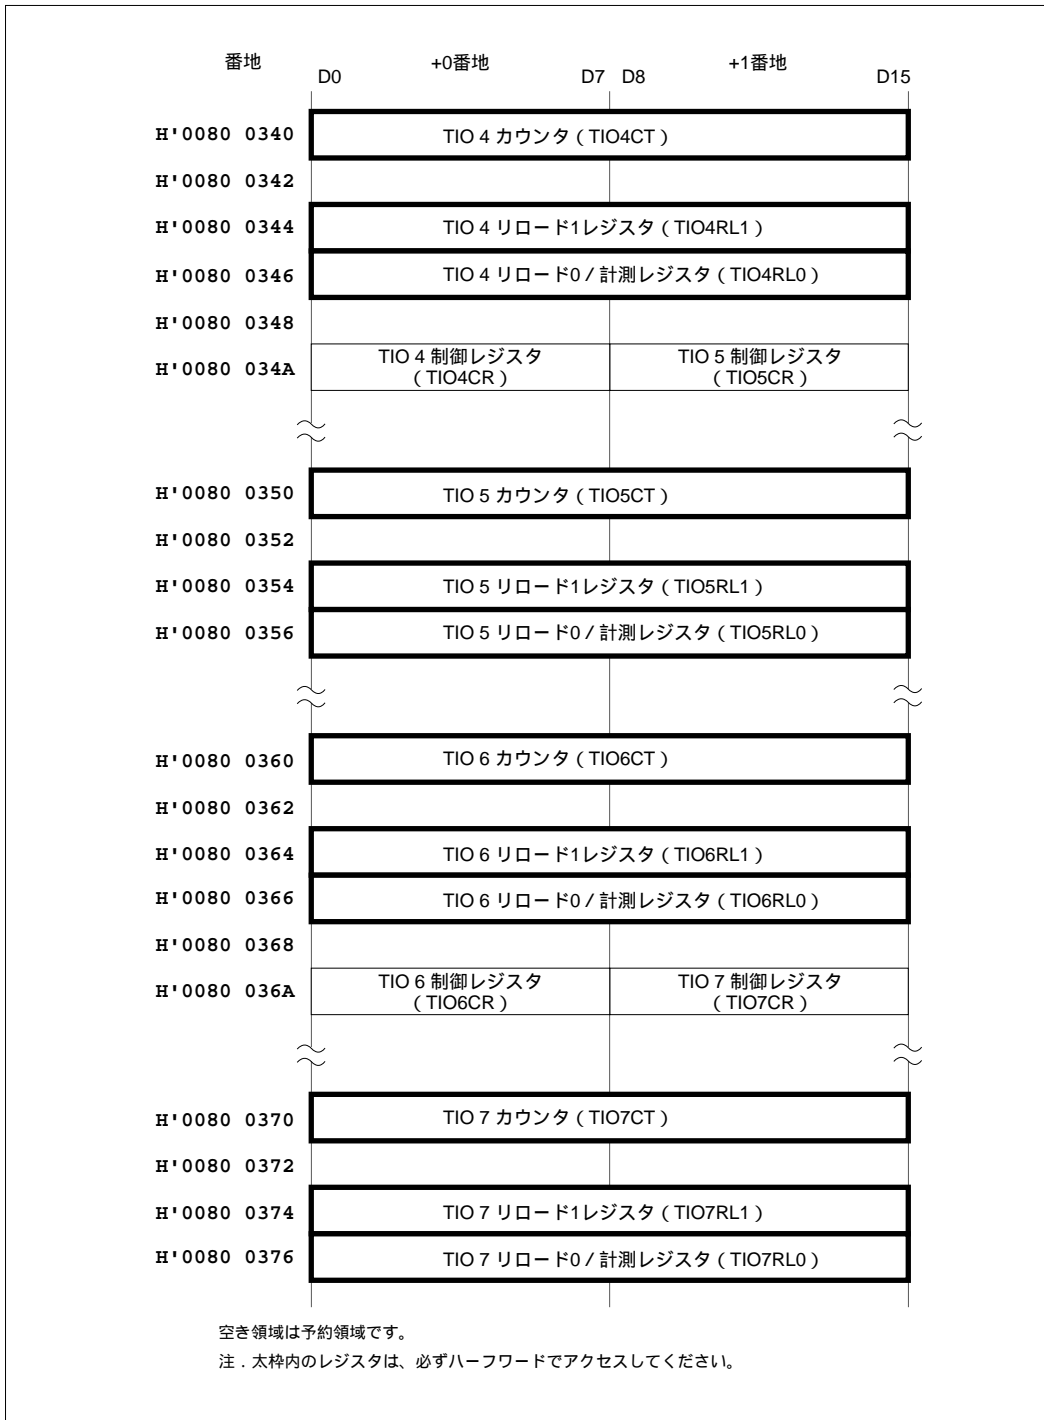 番地 +0番地 +1番地
D0 D7 D8 D15
H'0080 0340 TIO 4 カウンタ ( TIO4CT )
H'0080 0342
H'0080 0344 TIO 4 リロード1レジスタ ( TIO4RL1 )
H'0080 0346 TIO 4 リロード0 / 計測レジスタ ( TIO4RL0 )
H'0080 0348
H'0080 034A TIO 4 制御レジスタ ( TIO4CR ) TIO 5 制御レジスタ ( TIO5CR )
H'0080 0350 TIO 5 カウンタ ( TIO5CT )
H'0080 0352
H'0080 0354 TIO 5 リロード1レジスタ ( TIO5RL1 )
H'0080 0356 TIO 5 リロード0 / 計測レジスタ ( TIO5RL0 )
H'0080 0360 TIO 6 カウンタ ( TIO6CT )
H'0080 0362
H'0080 0364 TIO 6 リロード1レジスタ ( TIO6RL1 )
H'0080 0366 TIO 6 リロード0 / 計測レジスタ ( TIO6RL0 )
H'0080 0368
H'0080 036A TIO 6 制御レジスタ ( TIO6CR ) TIO 7 制御レジスタ ( TIO7CR )
H'0080 0370 TIO 7 カウンタ ( TIO7CT )
H'0080 0372
H'0080 0374 TIO 7 リロード1レジスタ ( TIO7RL1 )
H'0080 0376 TIO 7 リロード0 / 計測レジスタ ( TIO7RL0 )
空き領域は予約領域です。
注．太枠内のレジスタは、必ずハーフワードでアクセスしてください。